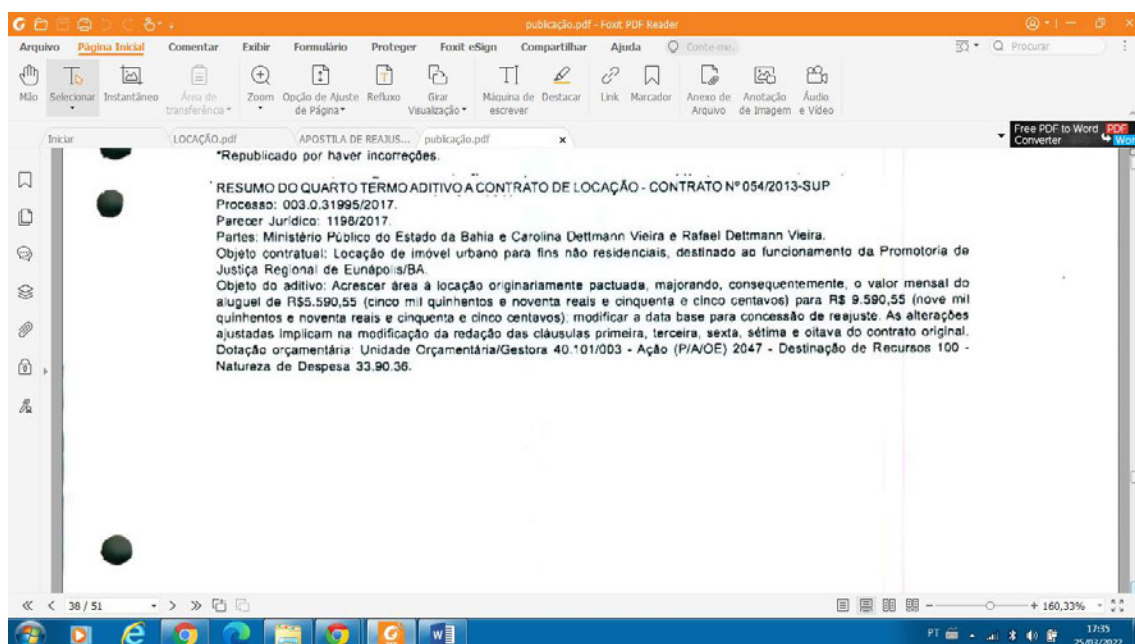 publicação.pdf - Foxit PDF Reader
Arquivo Página Inicial Comentar Exibir Formulário Proteger Foxit eSign Compartilhar Ajuda Conte-me. Procurar
Mão Selecionar Instantâneo Área de transferência Zoom Opção de Ajuste de Página Refluxo Girar Visualização Máquina de escrever Destacar Link Marcador Anexo de Arquivo Anotação de Imagem Áudio e Vídeo
Iniciar LOCAÇÃO.pdf APOSTILA DE REAJUS... publicação.pdf x Free PDF to Word Converter PDF
*Republicado por haver incorreções.
RESUMO DO QUARTO TERMO ADITIVO A CONTRATO DE LOCAÇÃO - CONTRATO Nº 054/2013-SUP
Processo: 003.0.31995/2017.
Parecer Jurídico: 1198/2017.
Partes: Ministério Público do Estado da Bahia e Carolina Dettmann Vieira e Rafael Dettmann Vieira.
Objeto contratual: Locação de imóvel urbano para fins não residenciais, destinado ao funcionamento da Promotoria de
Justiça Regional de Eunápolis/BA.
Objeto do aditivo: Acrescer área à locação originariamente pactuada, majorando, consequentemente, o valor mensal do
aluguel de R$5.590,55 (cinco mil quinhentos e noventa reais e cinquenta e cinco centavos) para R$ 9.590,55 (nove mil
quinhentos e noventa reais e cinquenta e cinco centavos); modificar a data base para concessão de reajuste. As alterações
ajustadas implicam na modificação da redação das cláusulas primeira, terceira, sexta, sétima e oitava do contrato original.
Dotação orçamentária: Unidade Orçamentária/Gestora 40.101/003 - Ação (P/A/OE) 2047 - Destinação de Recursos 100 -
Natureza de Despesa 33.90.36.
38 / 51 160,33%
PT 17:35
25/03/2022